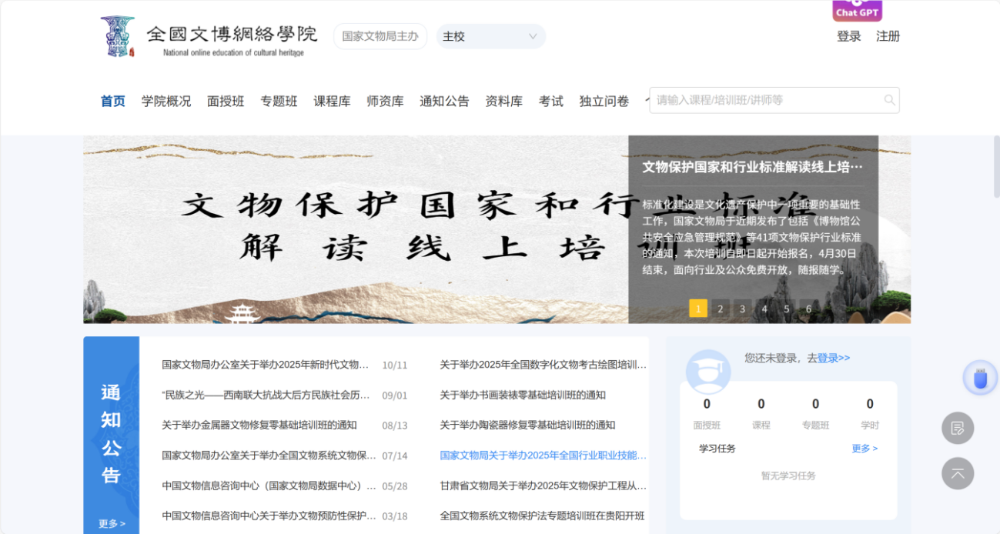 Chat GPT
全國文博網絡學院
National online education of cultural heritage
国家文物局主办
主校
登录 注册
首页 学院概况 面授班 专题班 课程库 师资库 通知公告 资料库 考试 独立问卷
请输入课程/培训班/讲师等
文物保护国家和行业标准
解读线上培训班
文物保护国家和行业标准解读线上培…
标准化建设是文化遗产保护中一项重要的基础性
工作，国家文物局于近期发布了包括《博物馆公
共安全应急管理规范》等41项文物保护行业标准
的通知，本次培训自即日起开始报名，4月30日
结束，面向行业及公众免费开放，随报随学。
1 2 3 4 5 6
通知公告
更多 >
国家文物局办公室关于举办2025年新时代文物… 10/11
“民族之光——西南联大抗战大后方民族社会历… 09/01
关于举办金属器文物修复零基础培训班的通知 08/13
国家文物局办公室关于举办全国文物系统文物保… 07/14
中国文物信息咨询中心（国家文物局数据中心）… 05/28
中国文物信息咨询中心关于举办文物预防性保护… 03/18
关于举办2025年全国数字化文物考古绘图培训…
关于举办书画装裱零基础培训班的通知
关于举办陶瓷器修复零基础培训班的通知
国家文物局关于举办2025年全国行业职业技能…
甘肃省文物局关于举办2025年文物保护工程从…
全国文物系统文物保护法专题培训班在贵阳开班
您还未登录，去登录>>
0 0 0 0
面授班 课程 专题班 学时
学习任务 更多 >
暂无学习任务